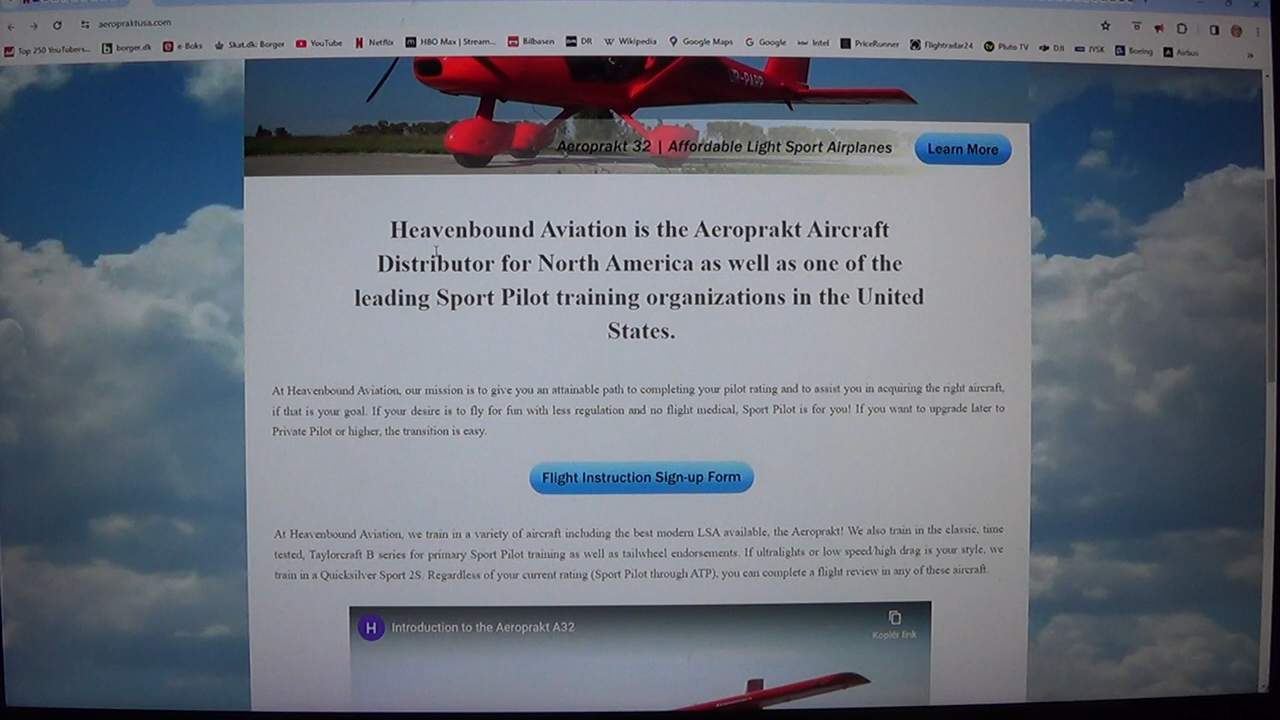 aeropraktusa.com
Top 250 YouTubers... borger.dk e-Boks Skat.dk: Borger YouTube Netflix HBO Max | Stream... Bilbasen DR Wikipedia Google Maps Google Intel PriceRunner Flightradar24 Pluto TV DJI JYSK Boeing Airbus
Aeroprakt 32 | Affordable Light Sport Airplanes
Learn More
Heavenbound Aviation is the Aeroprakt Aircraft
Distributor for North America as well as one of the
leading Sport Pilot training organizations in the United
States.
At Heavenbound Aviation, our mission is to give you an attainable path to completing your pilot rating and to assist you in acquiring the right aircraft,
if that is your goal. If your desire is to fly for fun with less regulation and no flight medical, Sport Pilot is for you! If you want to upgrade later to
Private Pilot or higher, the transition is easy.
Flight Instruction Sign-up Form
At Heavenbound Aviation, we train in a variety of aircraft including the best modern LSA available, the Aeroprakt! We also train in the classic, time
tested, Taylorcraft B series for primary Sport Pilot training as well as tailwheel endorsements. If ultralights or low speed/high drag is your style, we
train in a Quicksilver Sport 2S. Regardless of your current rating (Sport Pilot through ATP), you can complete a flight review in any of these aircraft.
H Introduction to the Aeroprakt A32
Kopiér link